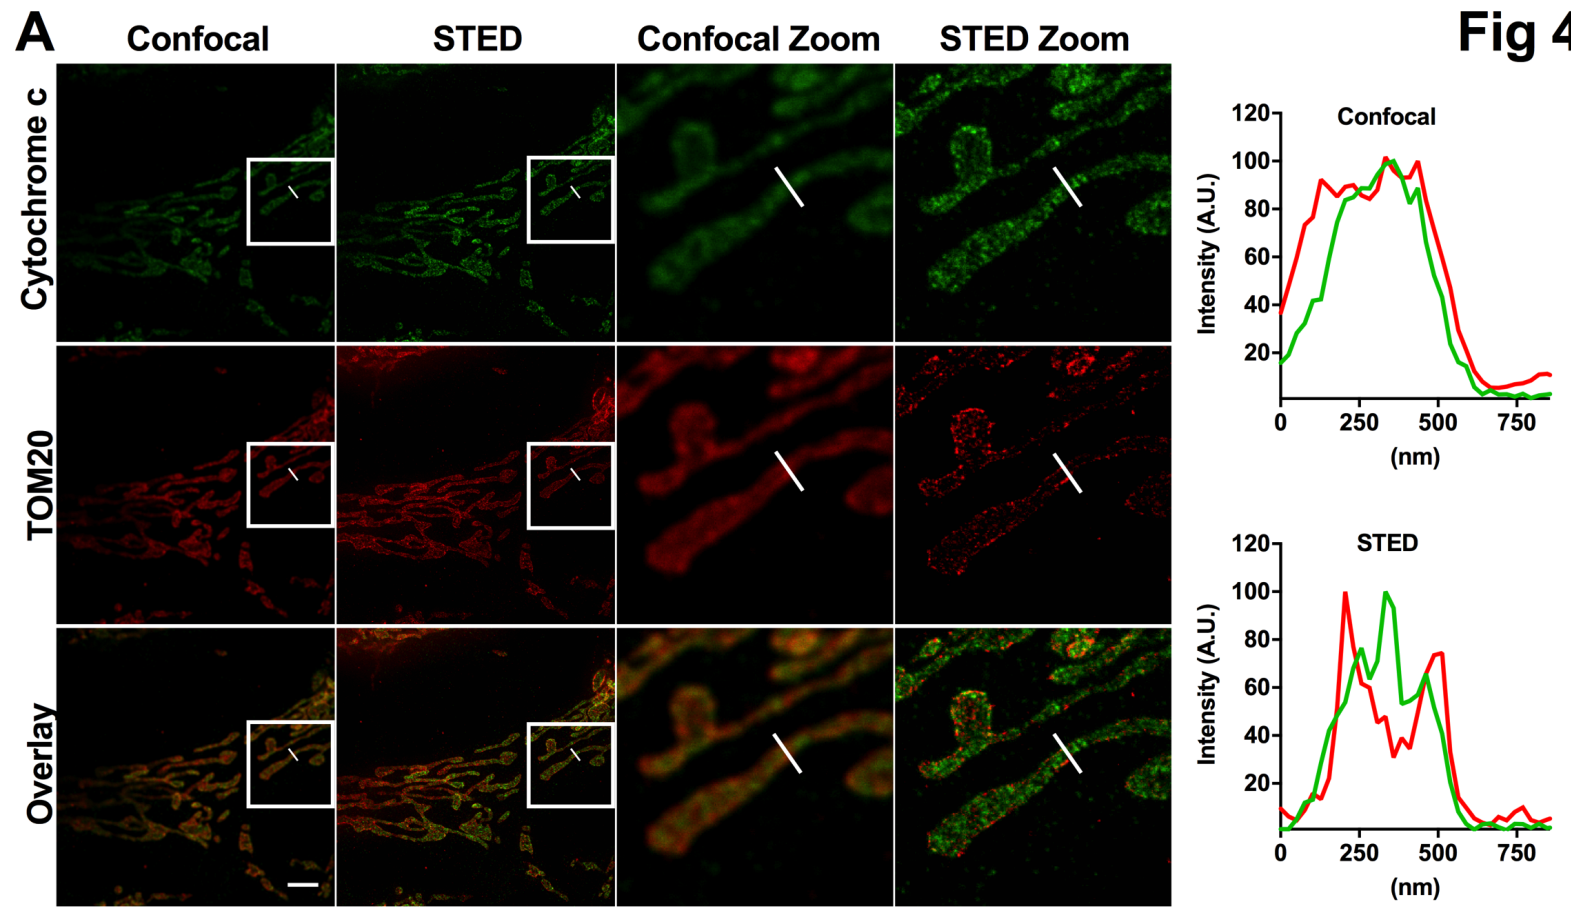 A
Confocal
STED
Confocal Zoom
STED Zoom
Fig 4
Cytochrome c
TOM20
Overlay
Confocal
Intensity (A.U.)
120
100
80
60
40
20
0
250
500
750
(nm)
STED
Intensity (A.U.)
120
100
80
60
40
20
0
250
500
750
(nm)